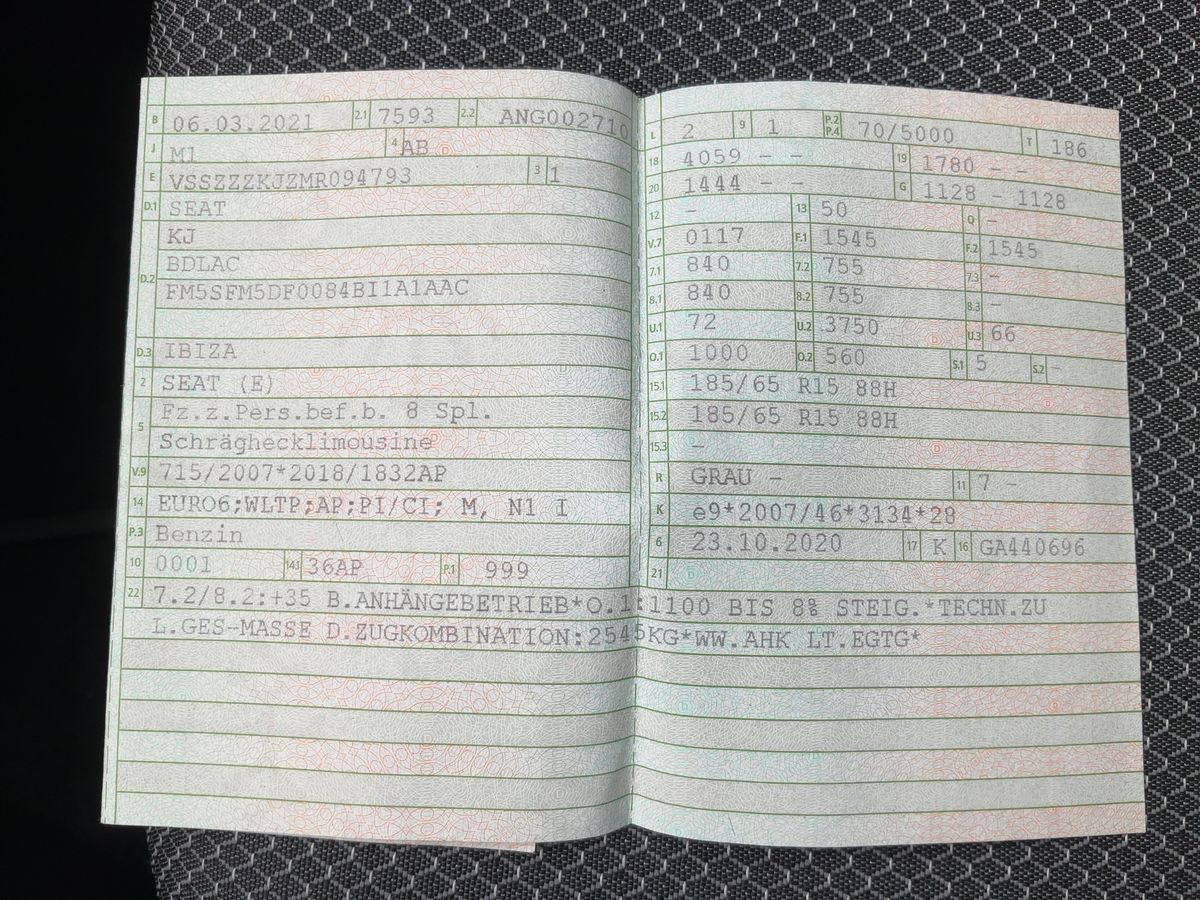 B 06.03.2021 2.1 7593 2.2 ANG002710
J M1 4 AB
E VSSZZZKJZMR094793 3 1
D.1 SEAT
KJ
D.2 BDLAC
FM5SFM5DF0084BI1A1AAC
D.3 IBIZA
2 SEAT (E)
5 Fz.z.Pers.bef.b. 8 Spl.
Schräghecklimousine
V.9 715/2007*2018/1832AP
14 EURO6;WLTP;AP;PI/CI; M, N1 I
P.3 Benzin
10 0001 14.1 36AP P.1 999
L 2 9 1 P.2 P.4 70/5000 T 186
18 4059 - - 19 1780 - -
20 1444 - - G 1128 - 1128
12 - 13 50 Q -
V.7 0117 F.1 1545 F.2 1545
7.1 840 7.2 755 7.3 -
8.1 840 8.2 755 8.3 -
U.1 72 U.2 3750 U.3 66
O.1 1000 O.2 560 S.1 5 S.2 -
15.1 185/65 R15 88H
15.2 185/65 R15 88H
15.3 -
R GRAU - 11 7 -
K e9*2007/46*3134*28
6 23.10.2020 17 K 16 GA440696
21
22 7.2/8.2:+35 B.ANHÄNGEBETRIEB*O.1:1100 BIS 8% STEIG.*TECHN.ZU
L.GES-MASSE D.ZUGKOMBINATION:2545KG*WW.AHK LT.EGTG*